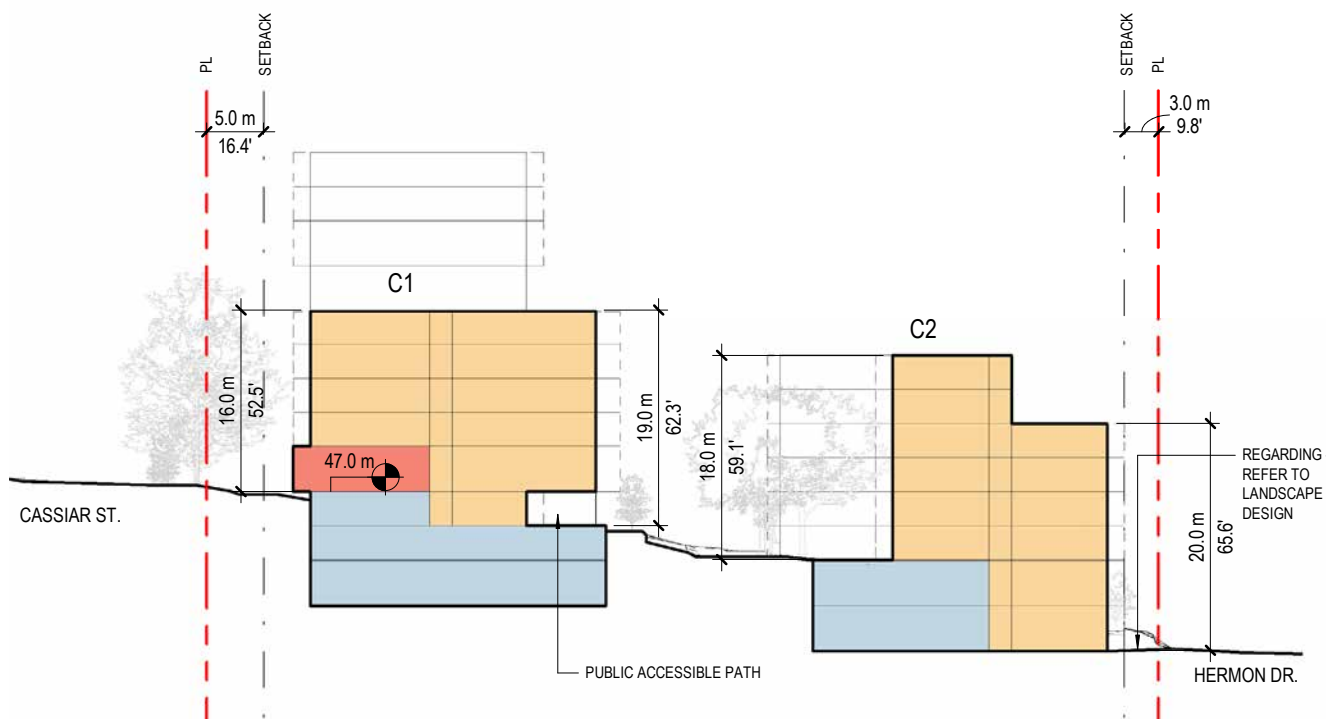 PL
SETBACK
5.0 m
16.4'
SETBACK
PL
3.0 m
9.8'
C1
C2
16.0 m
52.5'
19.0 m
62.3'
18.0 m
59.1'
20.0 m
65.6'
47.0 m
CASSIAR ST.
REGARDING
REFER TO
LANDSCAPE
DESIGN
PUBLIC ACCESSIBLE PATH
HERMON DR.